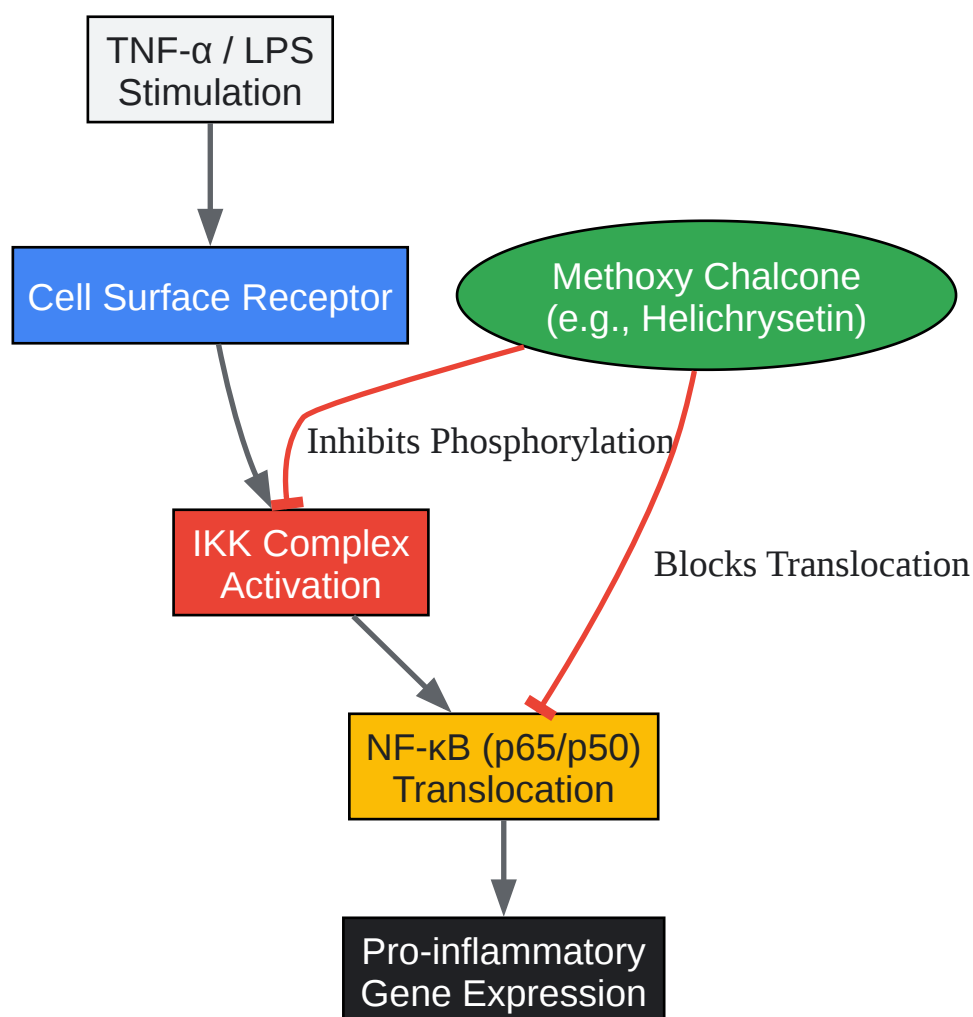 TNF-α / LPS
Stimulation
Cell Surface Receptor
Methoxy Chalcone
(e.g., Helichrysetin)
Inhibits Phosphorylation
IKK Complex
Activation
Blocks Translocation
NF-κB (p65/p50)
Translocation
Pro-inflammatory
Gene Expression